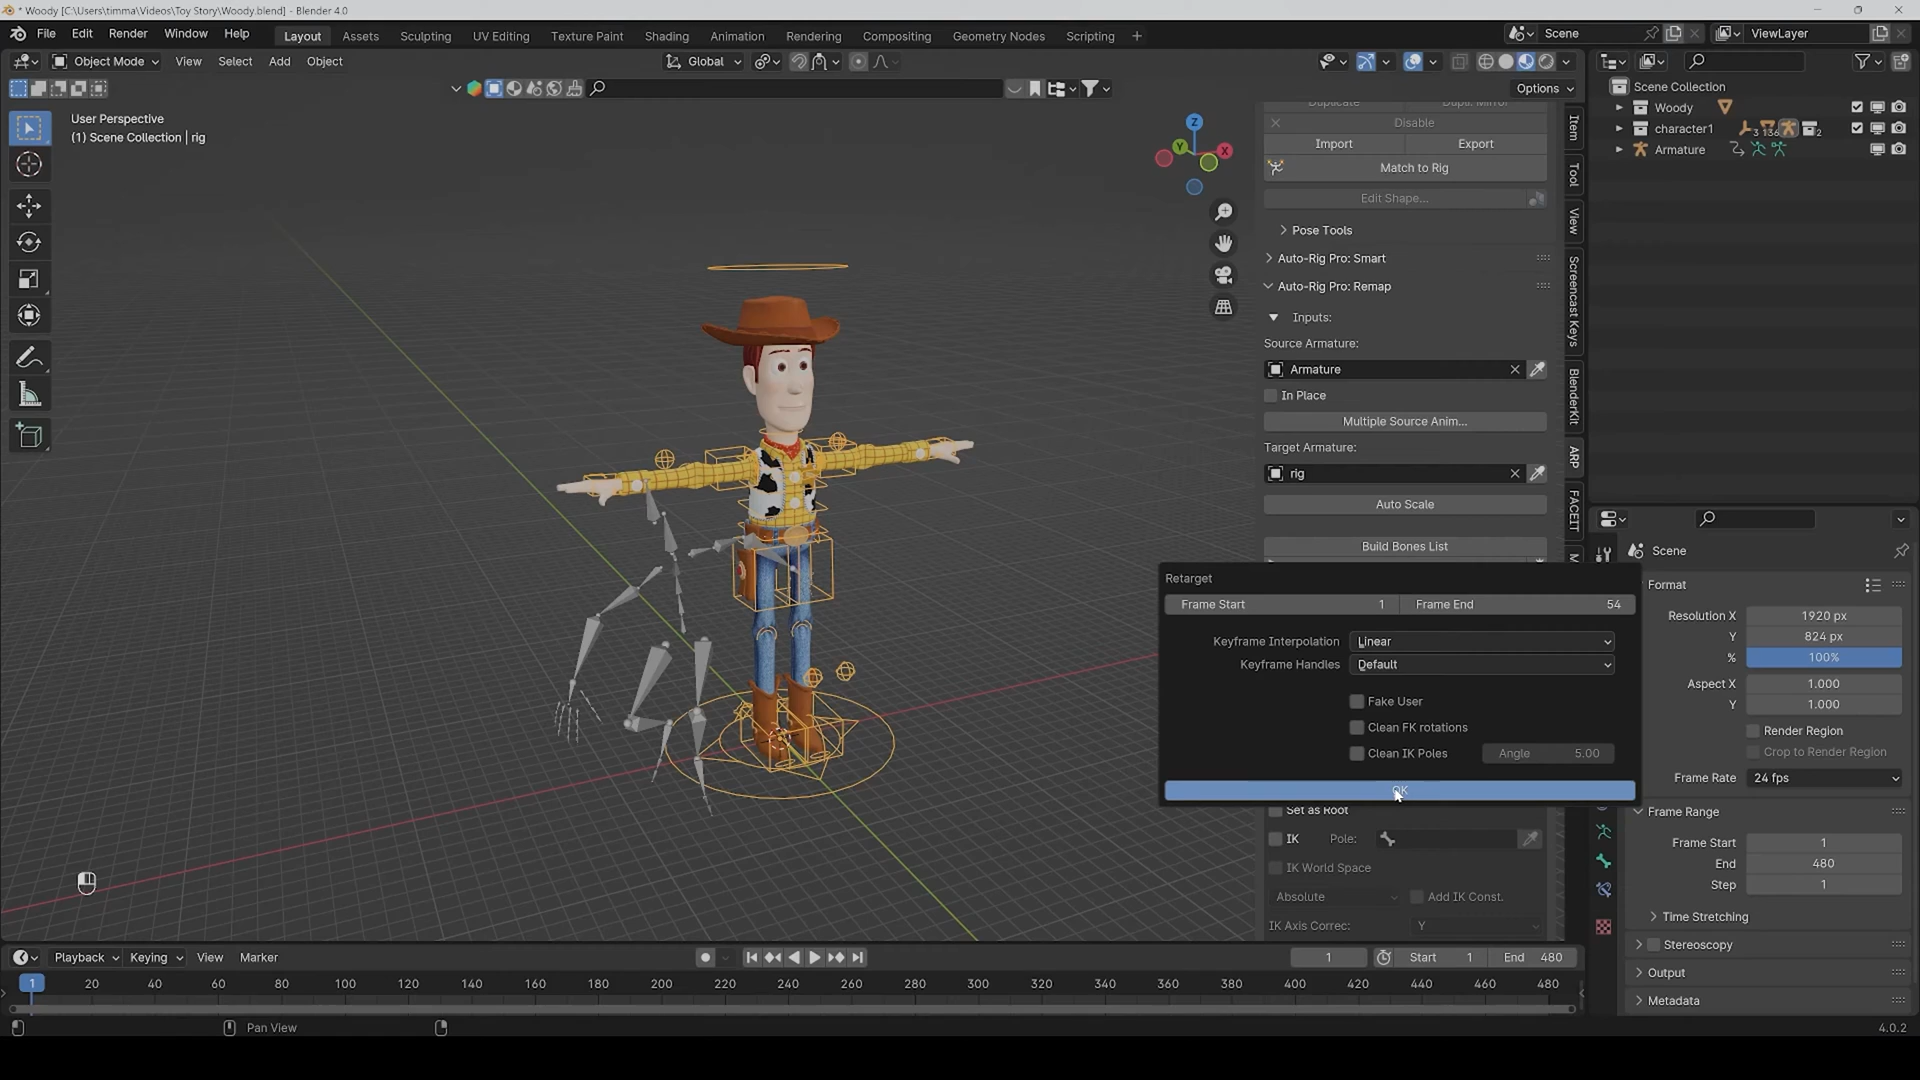 * Woody [C:\Users\timma\Videos\Toy Story\Woody.blend] - Blender 4.0
File Edit Render Window Help Layout Assets Sculpting UV Editing Texture Paint Shading Animation Rendering Compositing Geometry Nodes Scripting + Scene ViewLayer
Object Mode View Select Add Object Global
Options
User Perspective
(1) Scene Collection | rig
Z
Y
X
Duplicate Dupli. Mirror
Disable
Import Export
Match to Rig
Edit Shape...
Pose Tools
Auto-Rig Pro: Smart
Auto-Rig Pro: Remap
Inputs:
Source Armature:
Armature
In Place
Multiple Source Anim...
Target Armature:
rig
Auto Scale
Build Bones List
Item
Tool
View
Screencast Keys
BlenderKit
ARP
FACEIT
Scene Collection
Woody
character1 3 136 2
Armature
Retarget
Frame Start 1 Frame End 54
Keyframe Interpolation Linear
Keyframe Handles Default
Fake User
Clean FK rotations
Clean IK Poles Angle 5.00
OK
Set as Root
IK Pole:
IK World Space
Absolute Add IK Const.
IK Axis Correc: Y
Scene
Format
Resolution X 1920 px
Y 824 px
% 100%
Aspect X 1.000
Y 1.000
Render Region
Crop to Render Region
Frame Rate 24 fps
Frame Range
Frame Start 1
End 480
Step 1
Time Stretching
Stereoscopy
Output
Metadata
Playback Keying View Marker 1 Start 1 End 480
1 20 40 60 80 100 120 140 160 180 200 220 240 260 280 300 320 340 360 380 400 420 440 460 480
Pan View
4.0.2